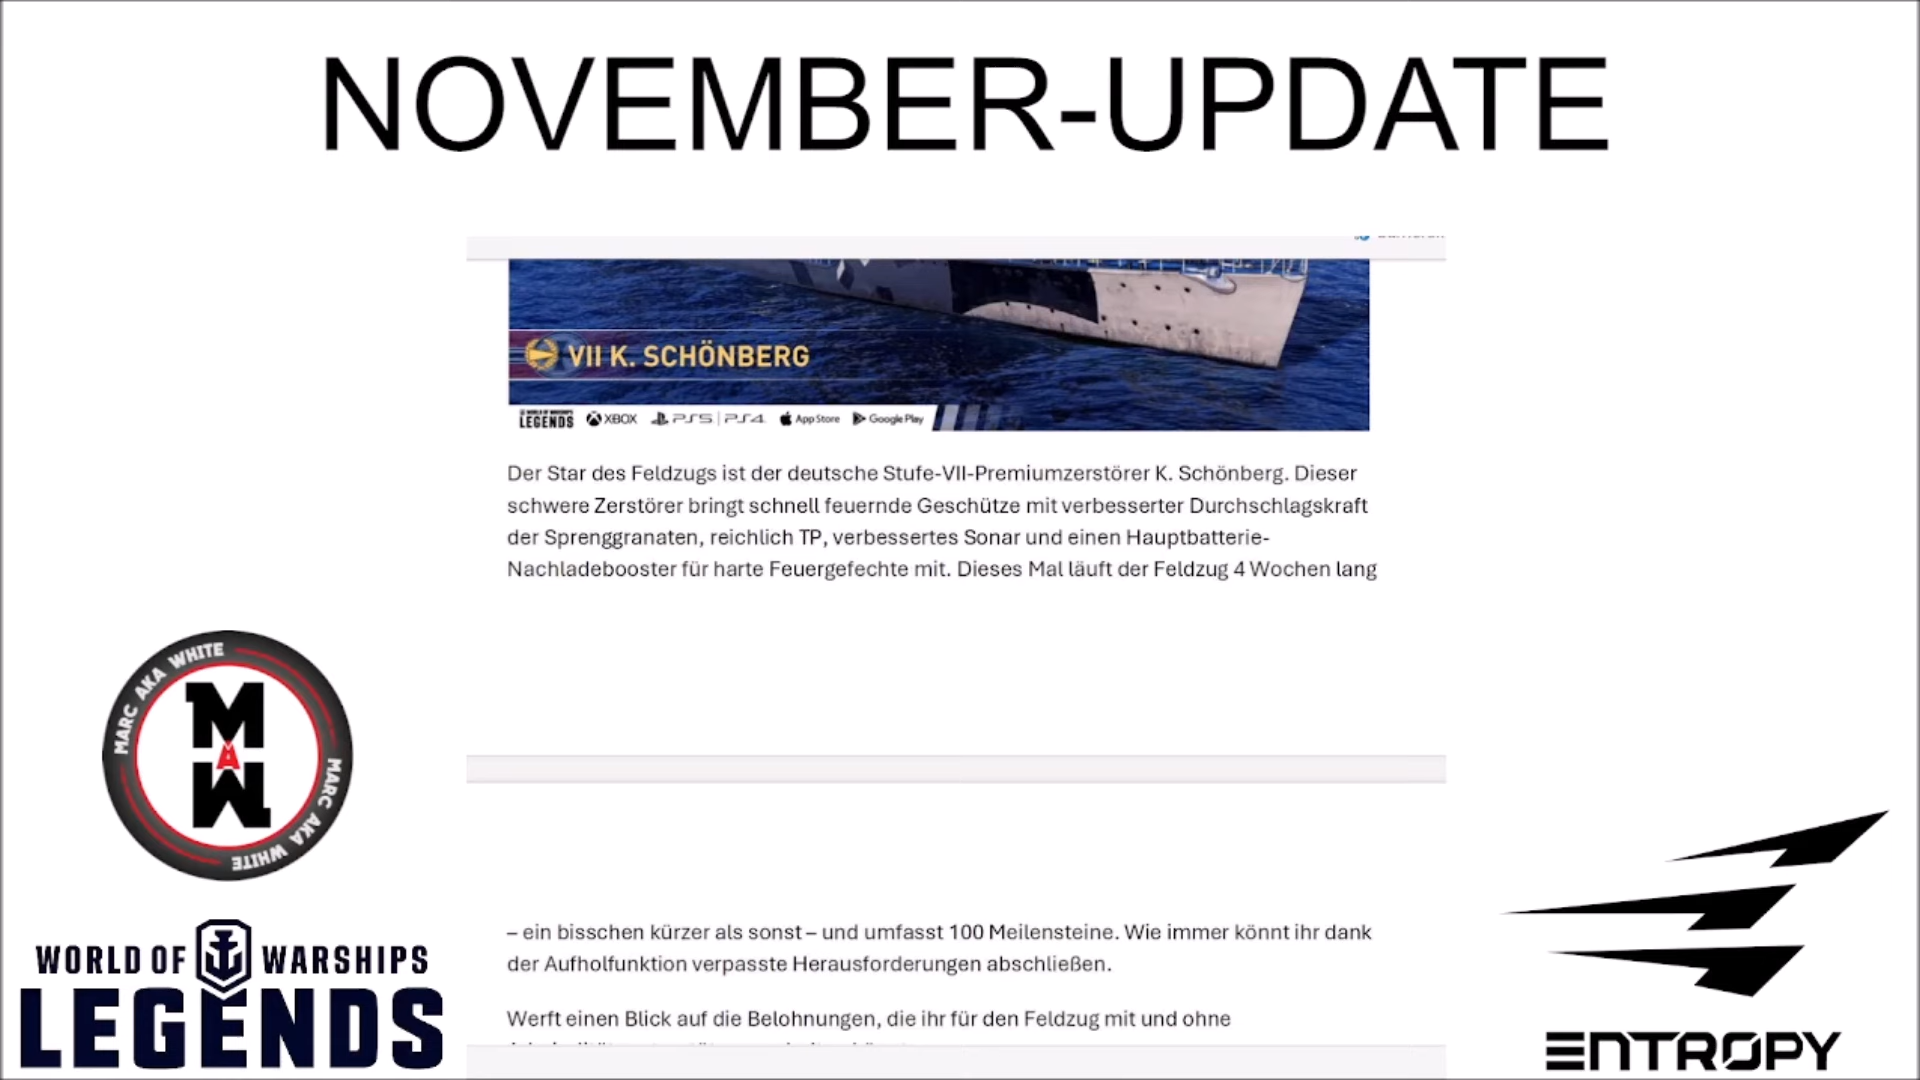 NOVEMBER-UPDATE
VII K. SCHÖNBERG
WORLD OF WARSHIPS
LEGENDS
XBOX
PS5 | PS4
App Store
Google Play
Der Star des Feldzugs ist der deutsche Stufe-VII-Premiumzerstörer K. Schönberg. Dieser
schwere Zerstörer bringt schnell feuernde Geschütze mit verbesserter Durchschlagskraft
der Sprenggranaten, reichlich TP, verbessertes Sonar und einen Hauptbatterie-
Nachladebooster für harte Feuergefechte mit. Dieses Mal läuft der Feldzug 4 Wochen lang
MARC AKA WHITE
MAW
MARC AKA WHITE
– ein bisschen kürzer als sonst – und umfasst 100 Meilensteine. Wie immer könnt ihr dank
der Aufholfunktion verpasste Herausforderungen abschließen.
Werft einen Blick auf die Belohnungen, die ihr für den Feldzug mit und ohne
WORLD OF WARSHIPS
LEGENDS
ENTROPY